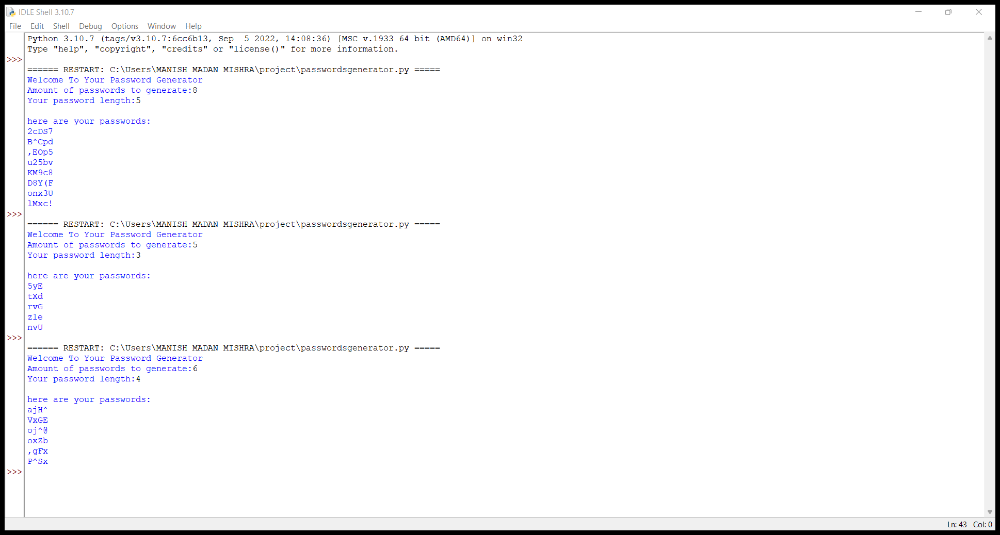 IDLE Shell 3.10.7
File Edit Shell Debug Options Window Help
Python 3.10.7 (tags/v3.10.7:6cc6b13, Sep  5 2022, 14:08:36) [MSC v.1933 64 bit (AMD64)] on win32
Type "help", "copyright", "credits" or "license()" for more information.
>>>
====== RESTART: C:\Users\MANISH MADAN MISHRA\project\passwordsgenerator.py =====
Welcome To Your Password Generator
Amount of passwords to generate:8
Your password length:5
here are your passwords:
2cDS7
B^Cpd
,EOp5
u25bv
KM9c8
D8Y(F
onx3U
lMxc!
>>>
====== RESTART: C:\Users\MANISH MADAN MISHRA\project\passwordsgenerator.py =====
Welcome To Your Password Generator
Amount of passwords to generate:5
Your password length:3
here are your passwords:
5yE
tXd
rvG
zle
nvU
>>>
====== RESTART: C:\Users\MANISH MADAN MISHRA\project\passwordsgenerator.py =====
Welcome To Your Password Generator
Amount of passwords to generate:6
Your password length:4
here are your passwords:
ajH^
VxGE
oj^@
oxZb
,gFx
P^Sx
>>>
Ln: 43 Col: 0